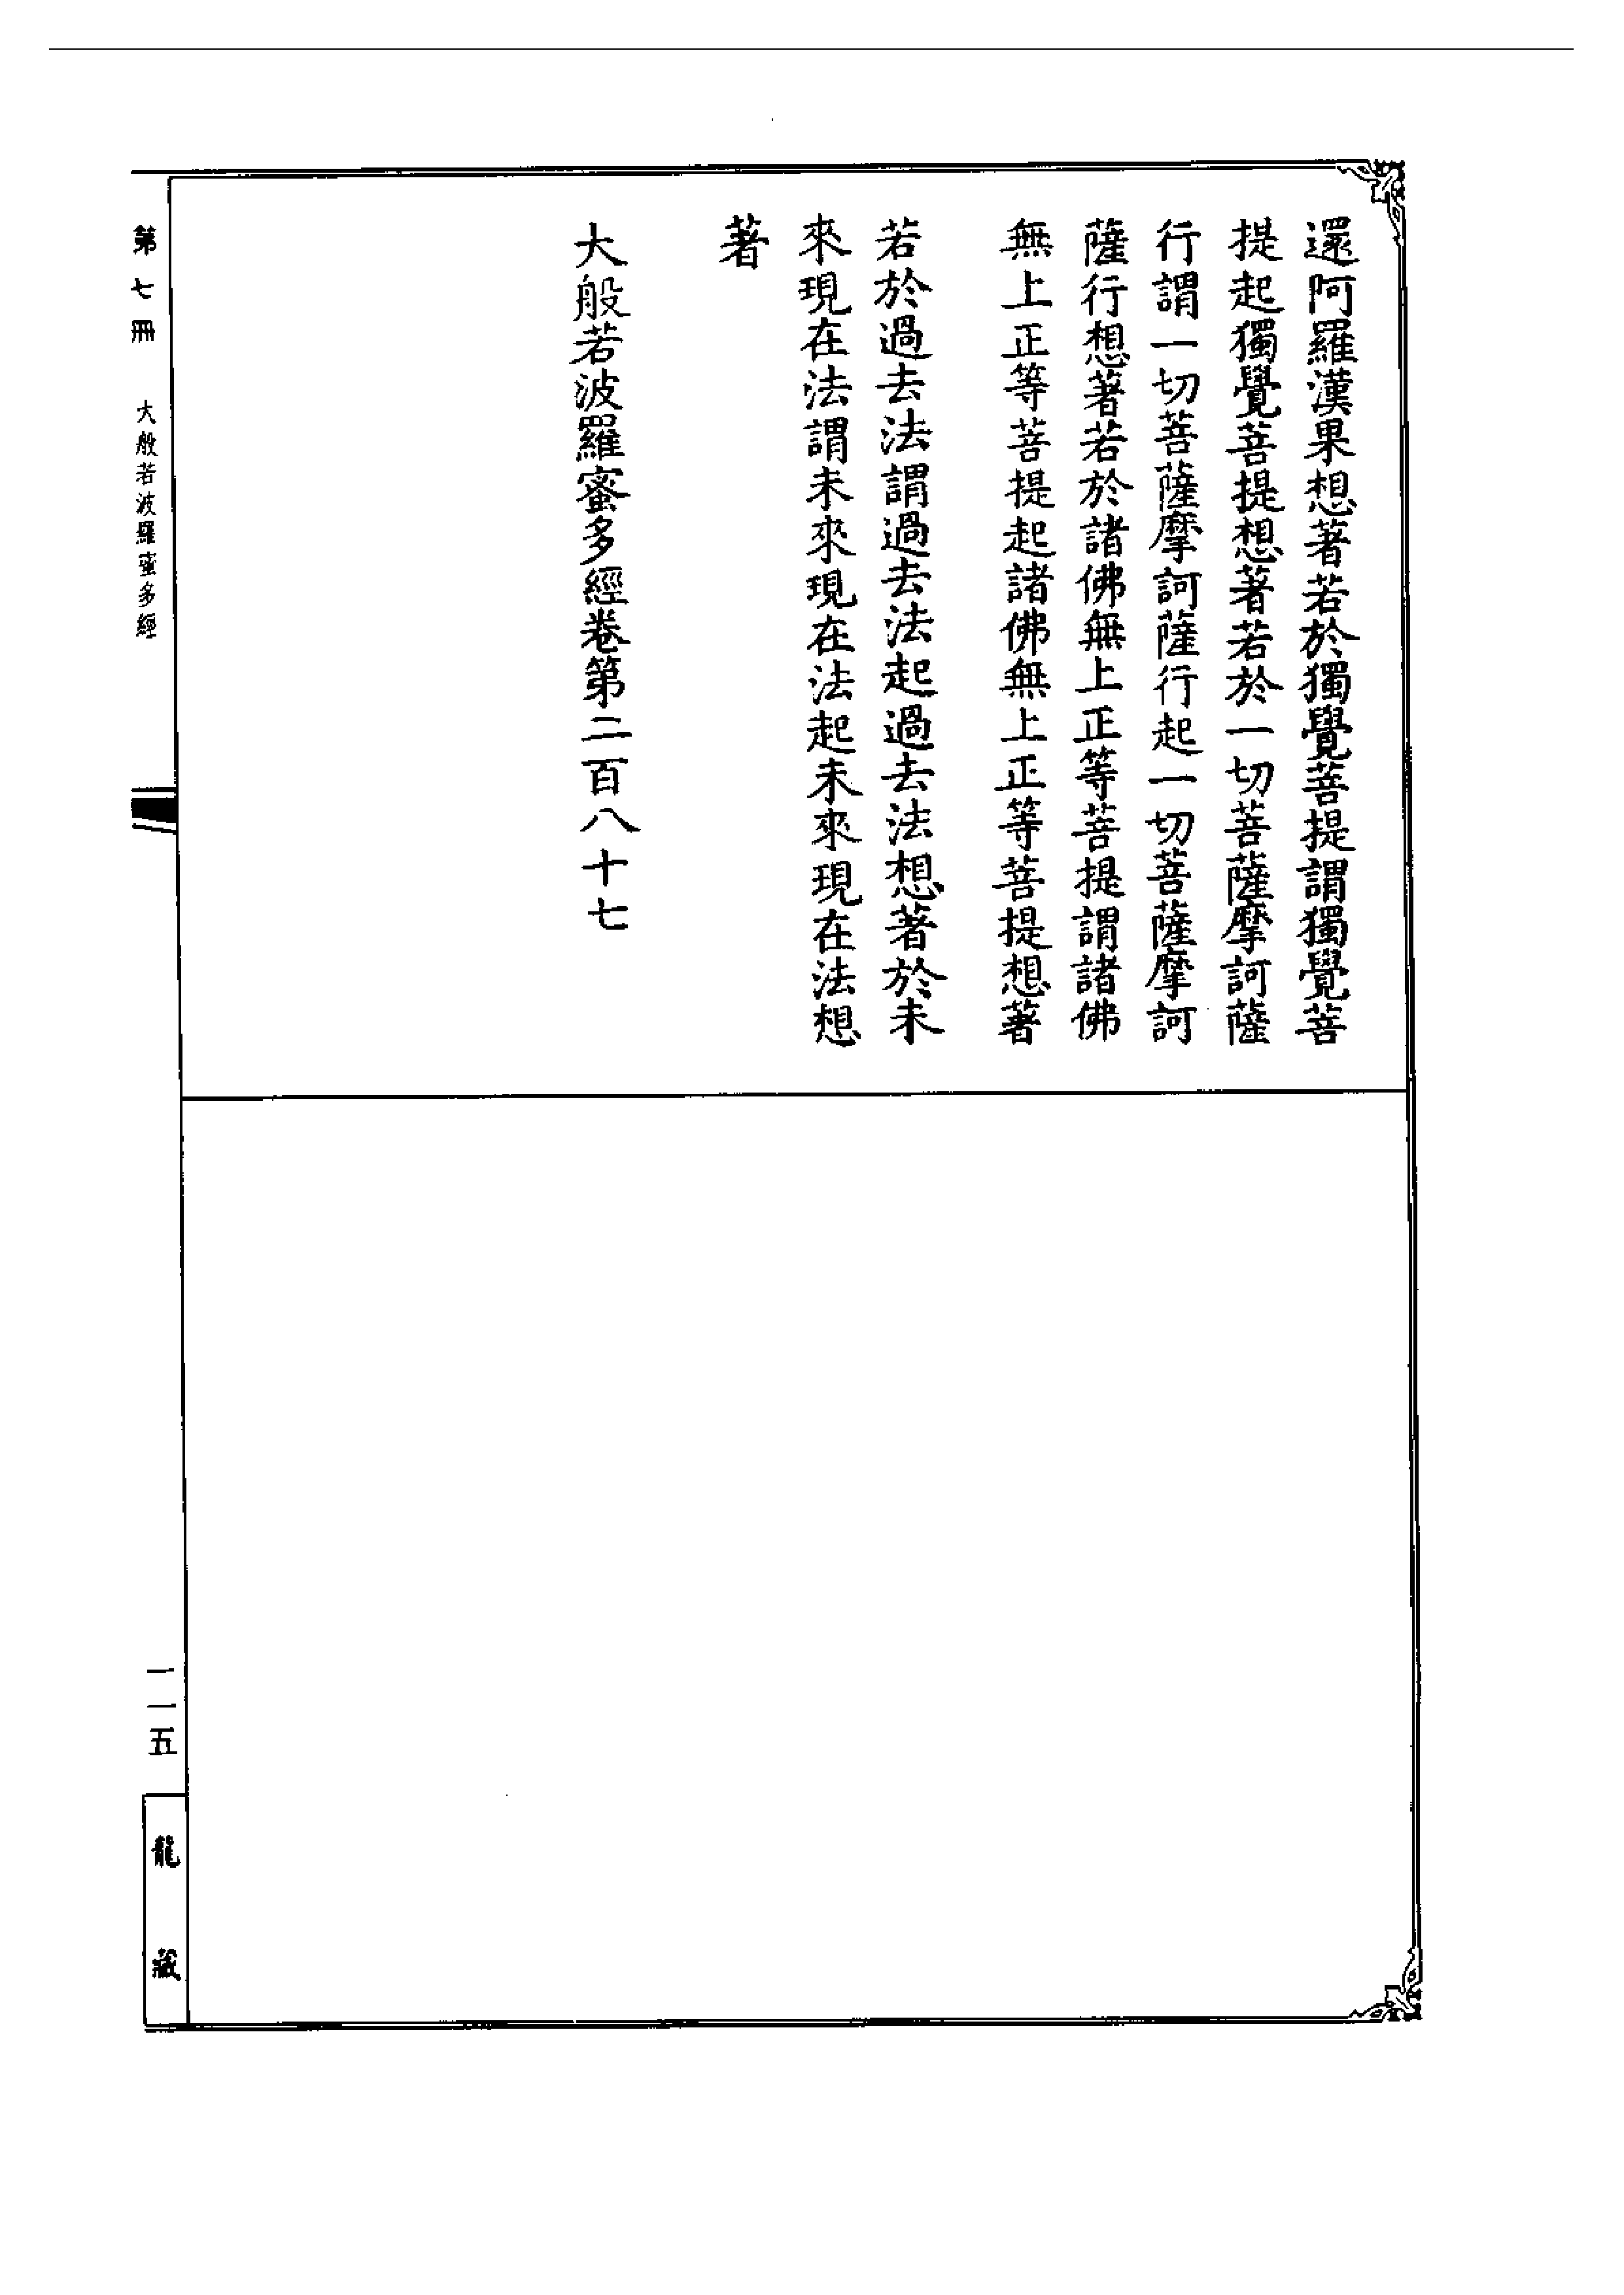 還阿羅漢果想著若於獨覺菩提謂獨覺菩
提起獨覺菩提想著若於一切菩薩摩訶薩
行謂一切菩薩摩訶薩行起一切菩薩摩訶
薩行想著若於諸佛無上正等菩提謂諸佛
無上正等菩提起諸佛無上正等菩提想著
若於過去法謂過去法起過去法想著於未
來現在法謂未來現在法起未來現在法想
著
大般若波羅蜜多經卷第二百八十七
第七冊 大般若波羅蜜多經
一一五
龍藏